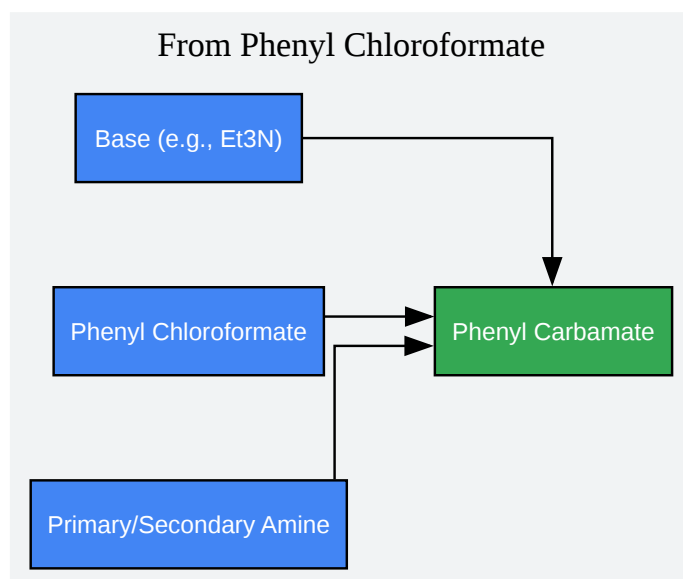 From Phenyl Chloroformate
Base (e.g., Et3N)
Phenyl Chloroformate
Phenyl Carbamate
Primary/Secondary Amine